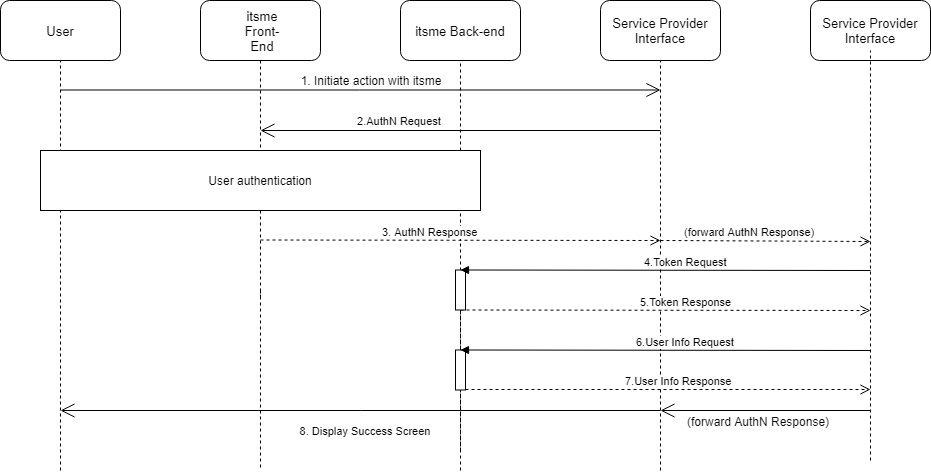 User
itsme
Front-
End
itsme Back-end
Service Provider
Interface
Service Provider
Interface
1. Initiate action with itsme
2.AuthN Request
User authentication
3. AuthN Response
(forward AuthN Response)
4.Token Request
5.Token Response
6.User Info Request
7.User Info Response
(forward AuthN Response)
8. Display Success Screen